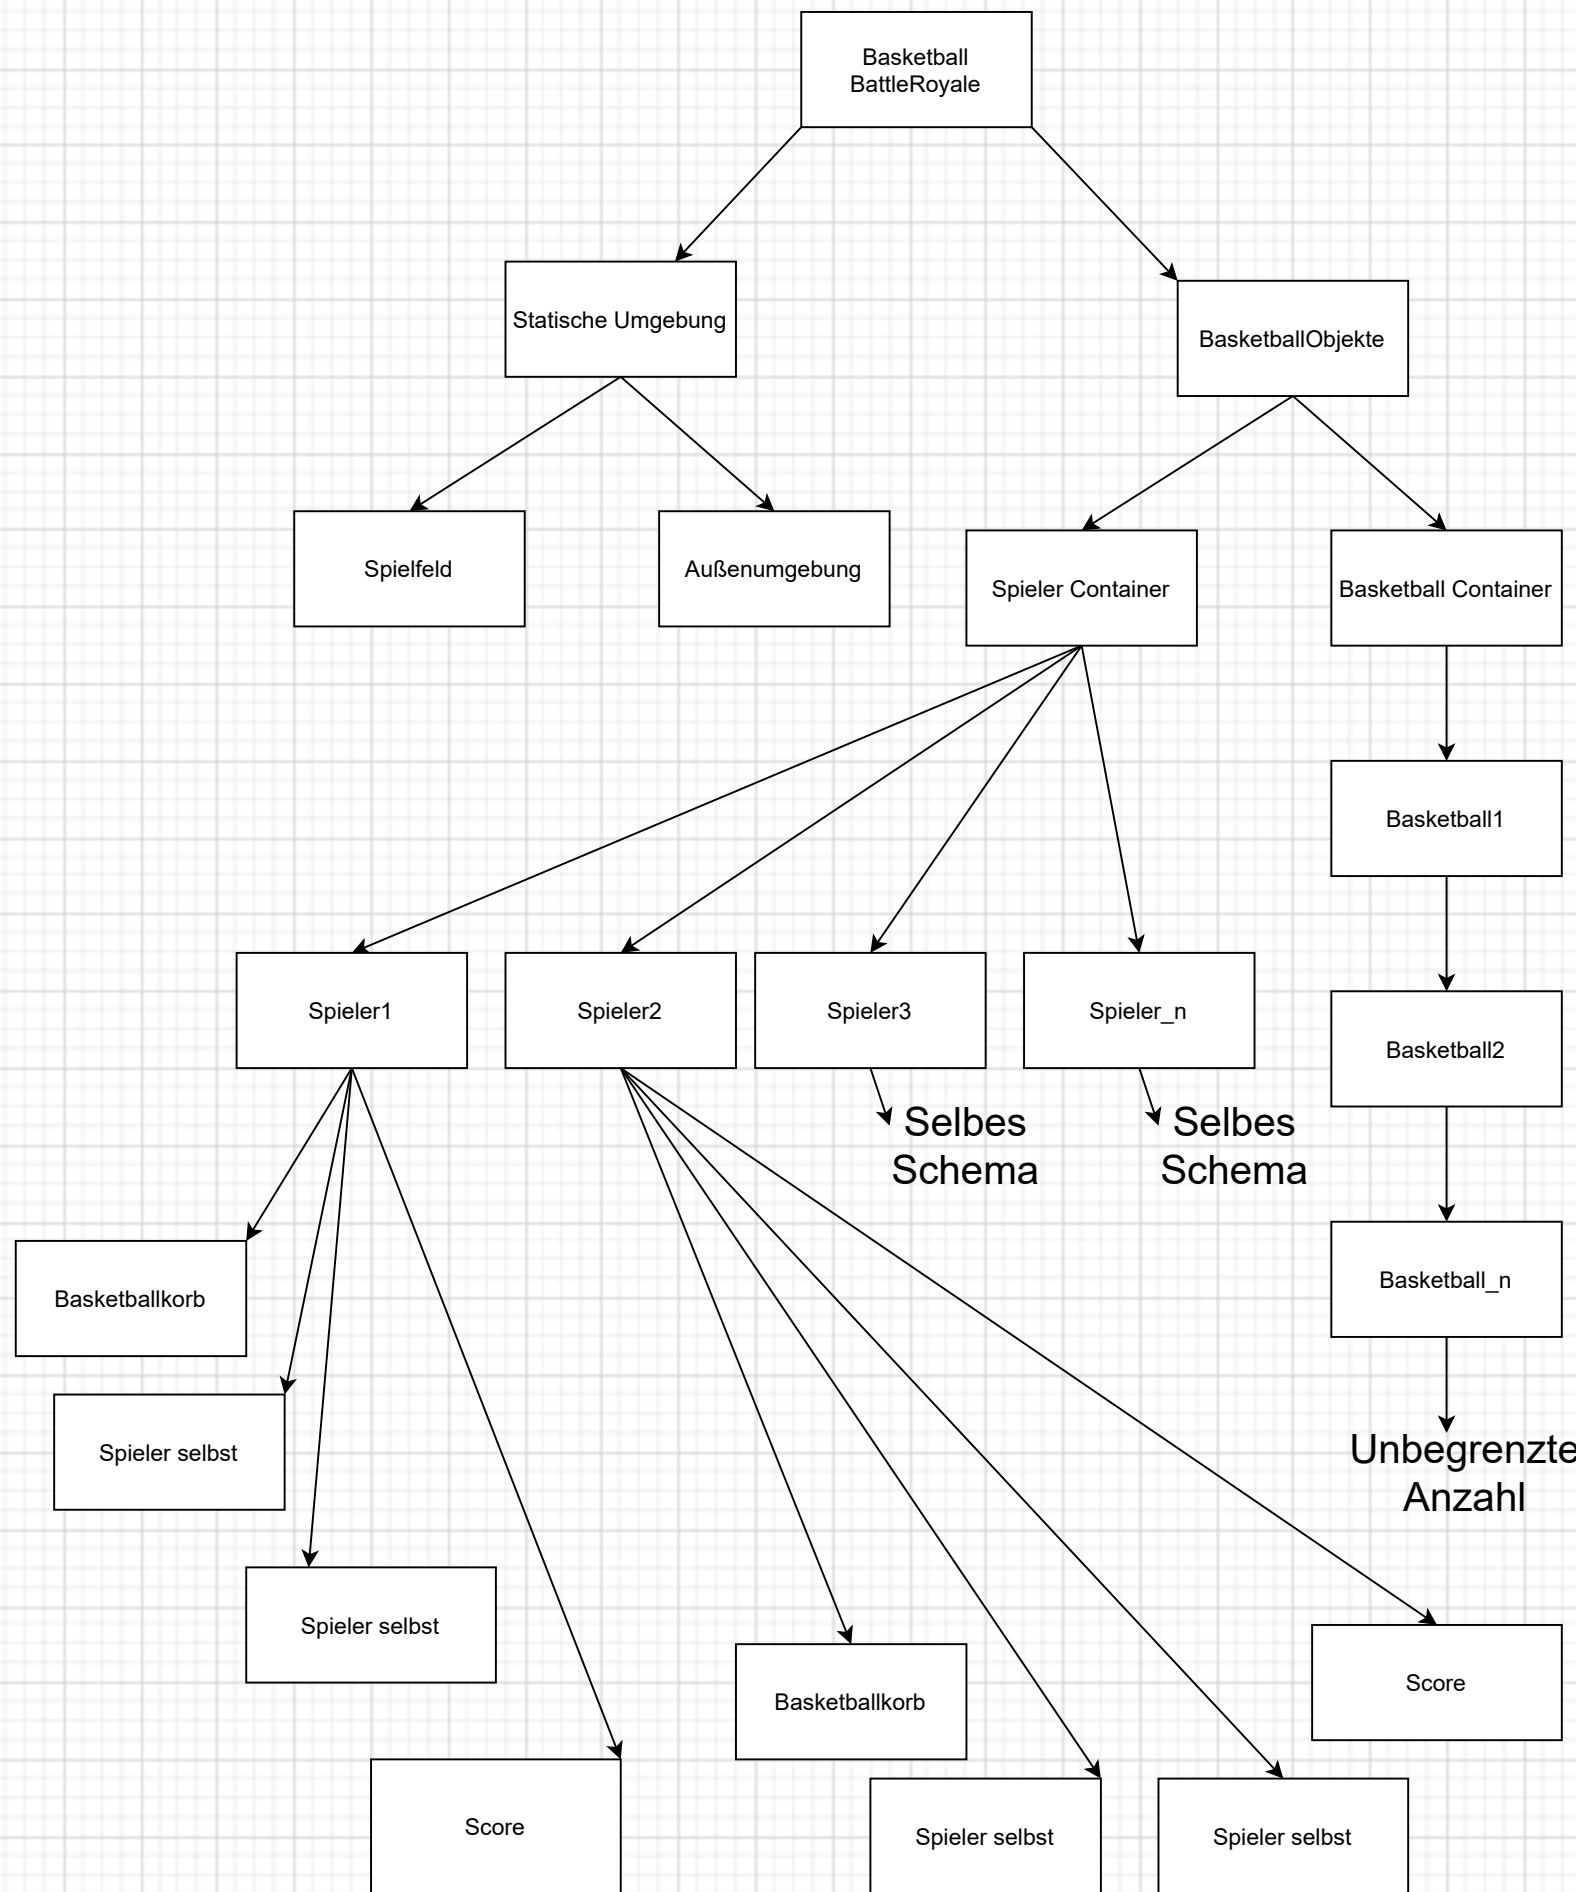 Basketball
BattleRoyale
Statische Umgebung
BasketballObjekte
Spielfeld
Außenumgebung
Spieler Container
Basketball Container
Basketball1
Spieler1
Spieler2
Spieler3
Spieler_n
Basketball2
Selbes
Schema
Selbes
Schema
Basketballkorb
Basketball_n
Spieler selbst
Unbegrenzte
Anzahl
Spieler selbst
Basketballkorb
Score
Score
Spieler selbst
Spieler selbst